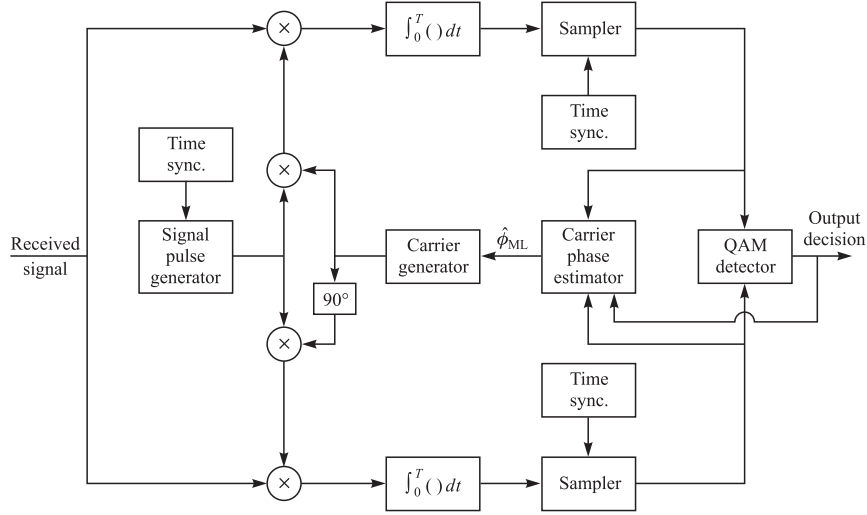 ×
∫₀ᵀ ( ) dt
Sampler
Time
sync.
Time
sync.
×
Received
signal
Signal
pulse
generator
Carrier
generator
ϕ̂ML
Carrier
phase
estimator
QAM
detector
Output
decision
90°
×
Time
sync.
×
∫₀ᵀ ( ) dt
Sampler